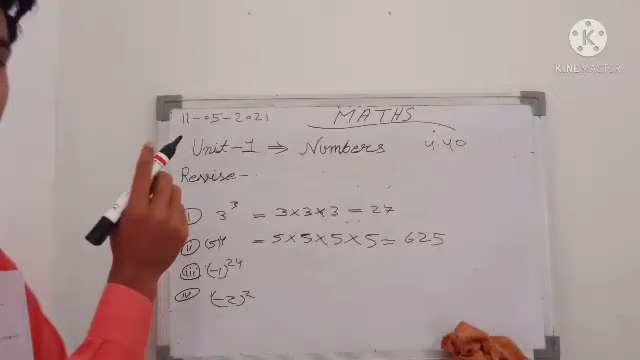 KINEMASTER
11-05-2021 MATHS
Unit-1 ⇒ Numbers 4.40
Revise-
(i) 3³ = 3×3×3 = 27
(ii) = 5×5×5×5 = 625
(iii) (-1)²⁴
(iv) (-2)²